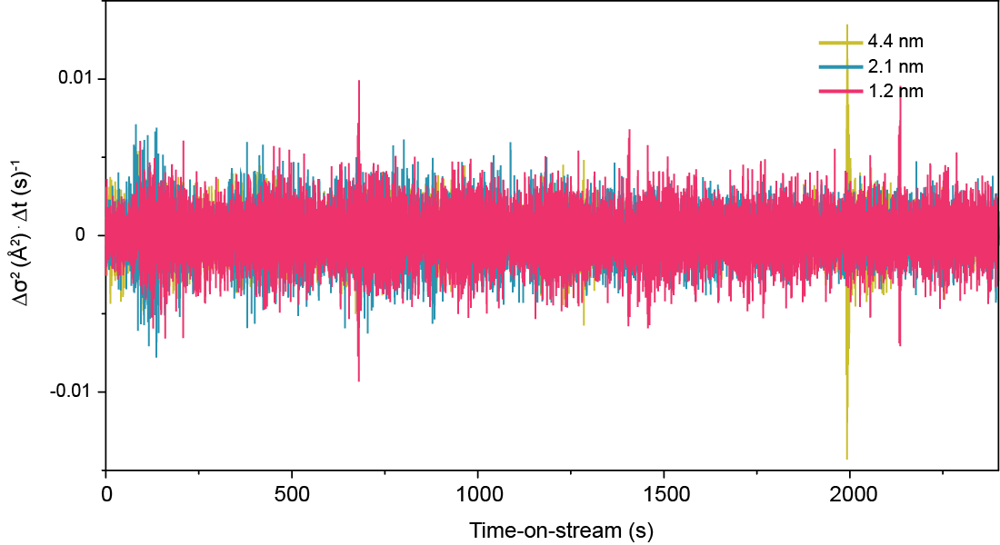 4.4 nm
2.1 nm
1.2 nm
0.01
0
-0.01
Δσ² (Å²) · Δt (s)⁻¹
0 500 1000 1500 2000
Time-on-stream (s)